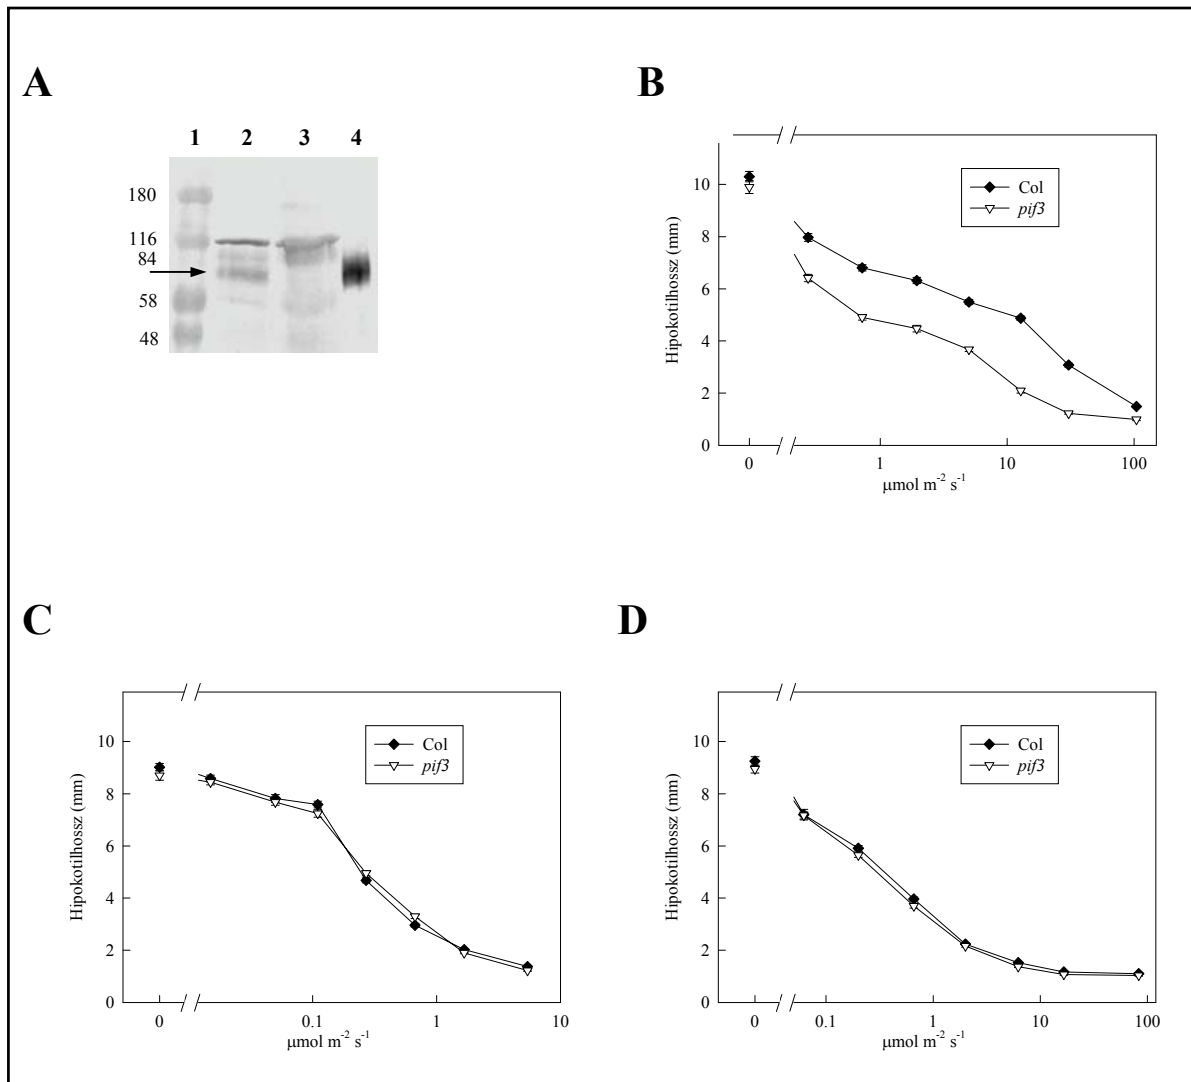 A
1 2 3 4
180
116
84
58
48
B
Hipokotilhossz (mm)
10
8
6
4
2
0
Col
pif3
0 1 10 100
µmol m-2 s-1
C
Hipokotilhossz (mm)
10
8
6
4
2
0
Col
pif3
0 0.1 1 10
µmol m-2 s-1
D
Hipokotilhossz (mm)
10
8
6
4
2
0
Col
pif3
0 0.1 1 10 100
µmol m-2 s-1